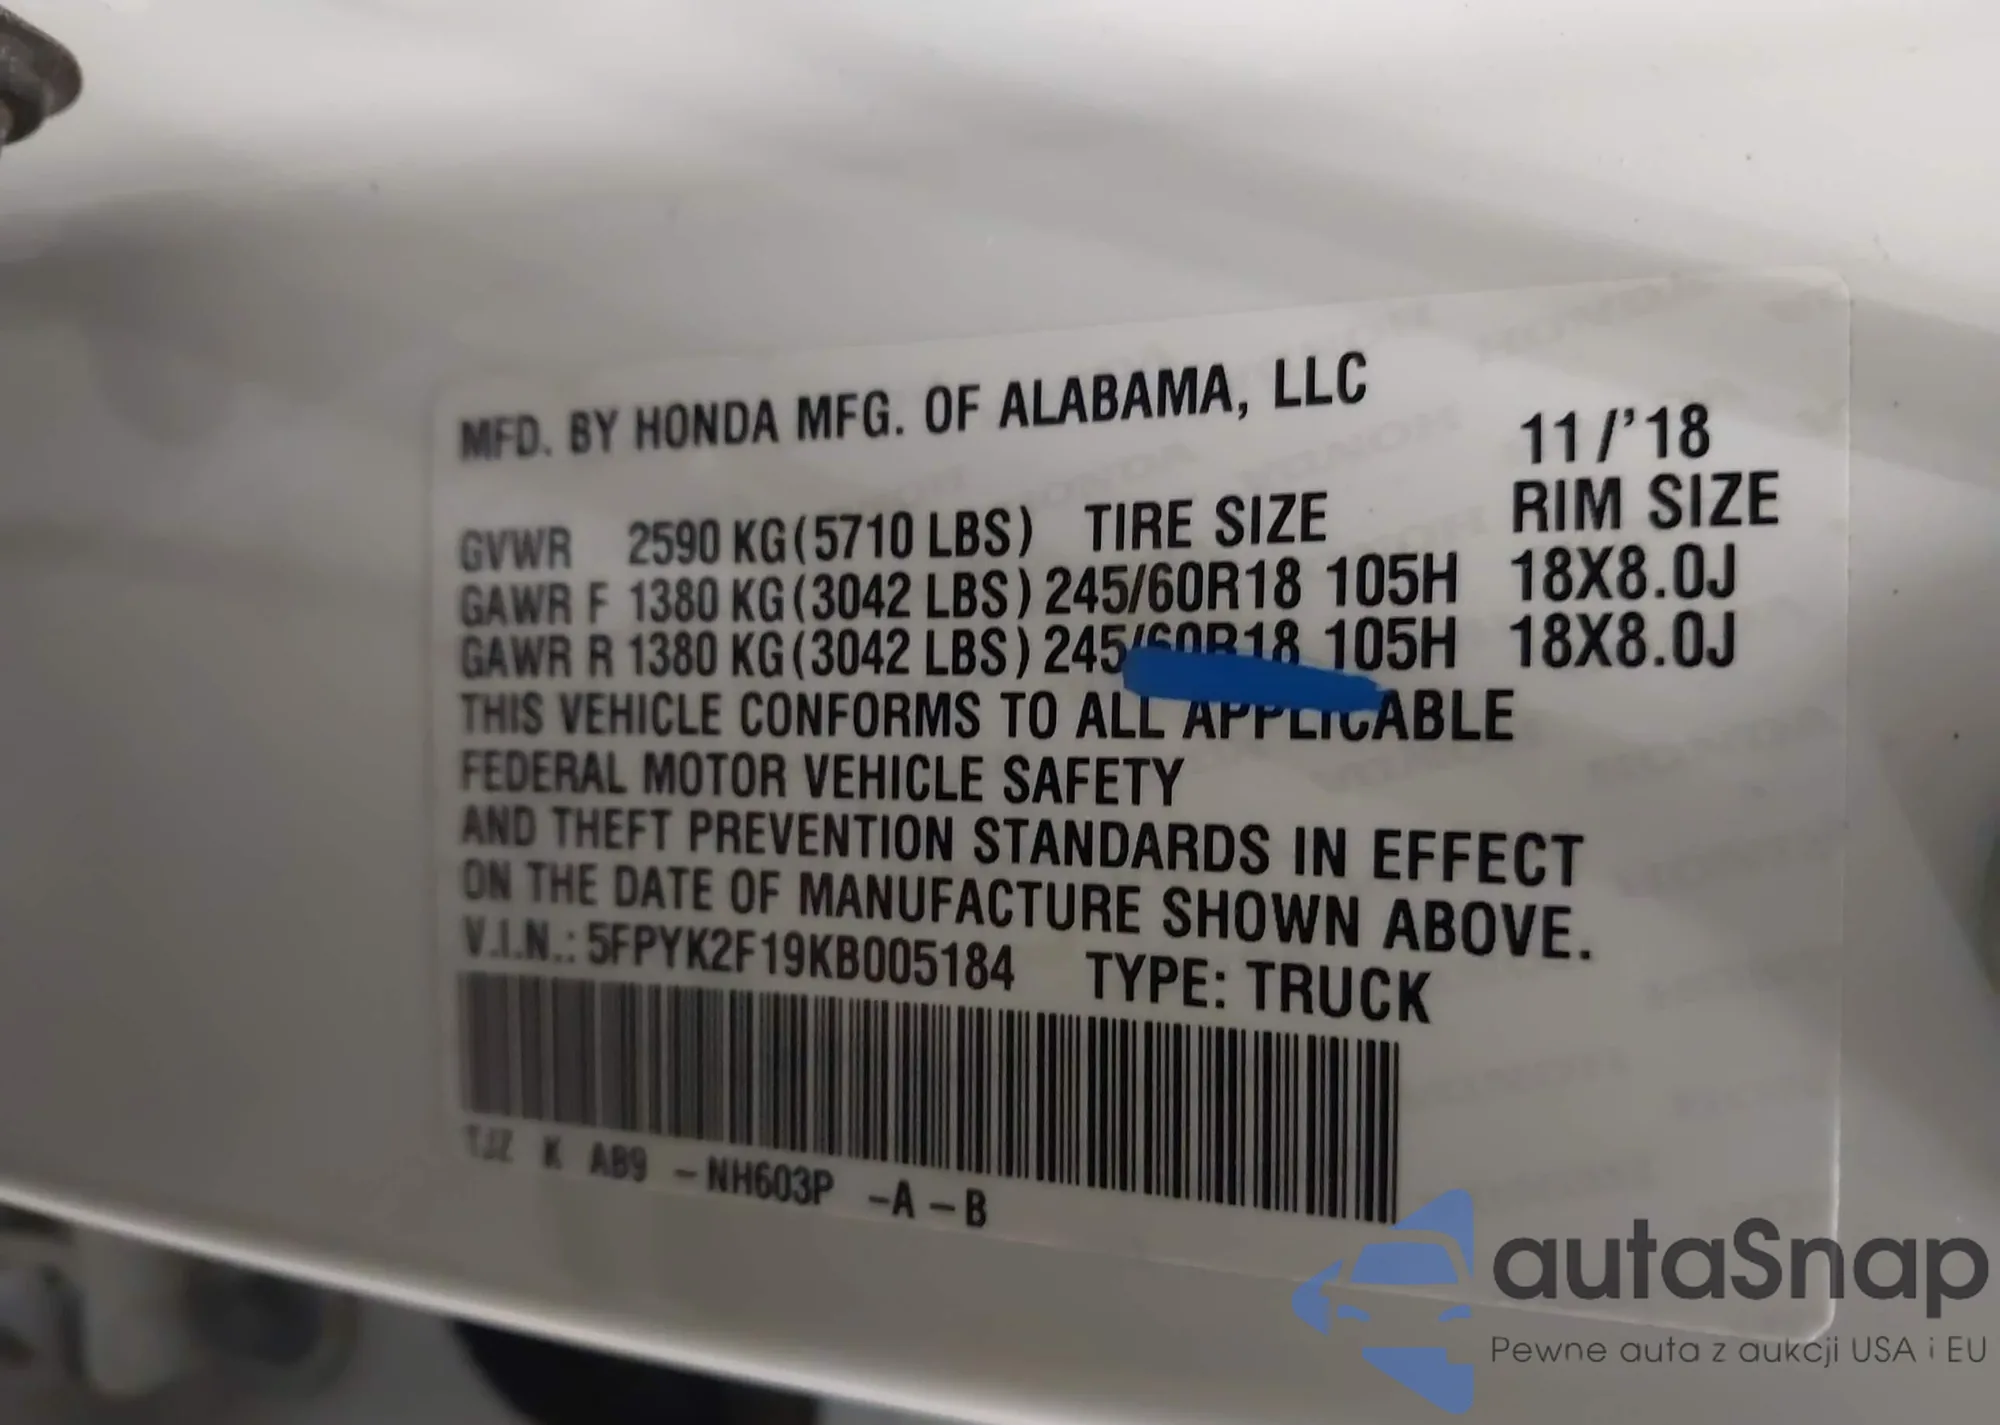 MFD. BY HONDA MFG. OF ALABAMA, LLC
11/'18
GVWR 2590 KG(5710 LBS) TIRE SIZE RIM SIZE
GAWR F 1380 KG(3042 LBS) 245/60R18 105H 18X8.0J
GAWR R 1380 KG(3042 LBS) 245/60R18 105H 18X8.0J
THIS VEHICLE CONFORMS TO ALL APPLICABLE
FEDERAL MOTOR VEHICLE SAFETY
AND THEFT PREVENTION STANDARDS IN EFFECT
ON THE DATE OF MANUFACTURE SHOWN ABOVE.
V.I.N.: 5FPYK2F19KB005184 TYPE: TRUCK
TJZ K AB9 -NH603P -A-B
autaSnap
Pewne auta z aukcji USA i EU